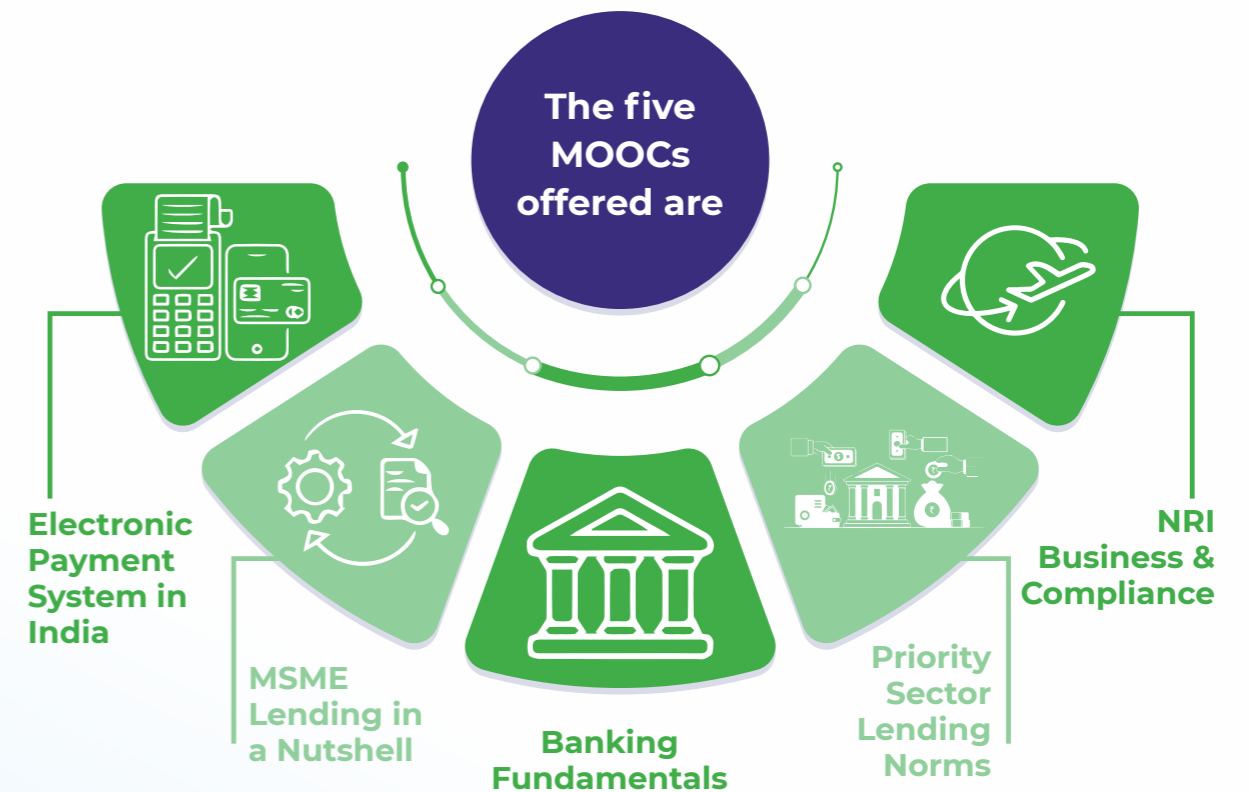 The five
MOOCs
offered are
Electronic
Payment
System in
India
MSME
Lending in
a Nutshell
Banking
Fundamentals
Priority
Sector
Lending
Norms
NRI
Business &
Compliance